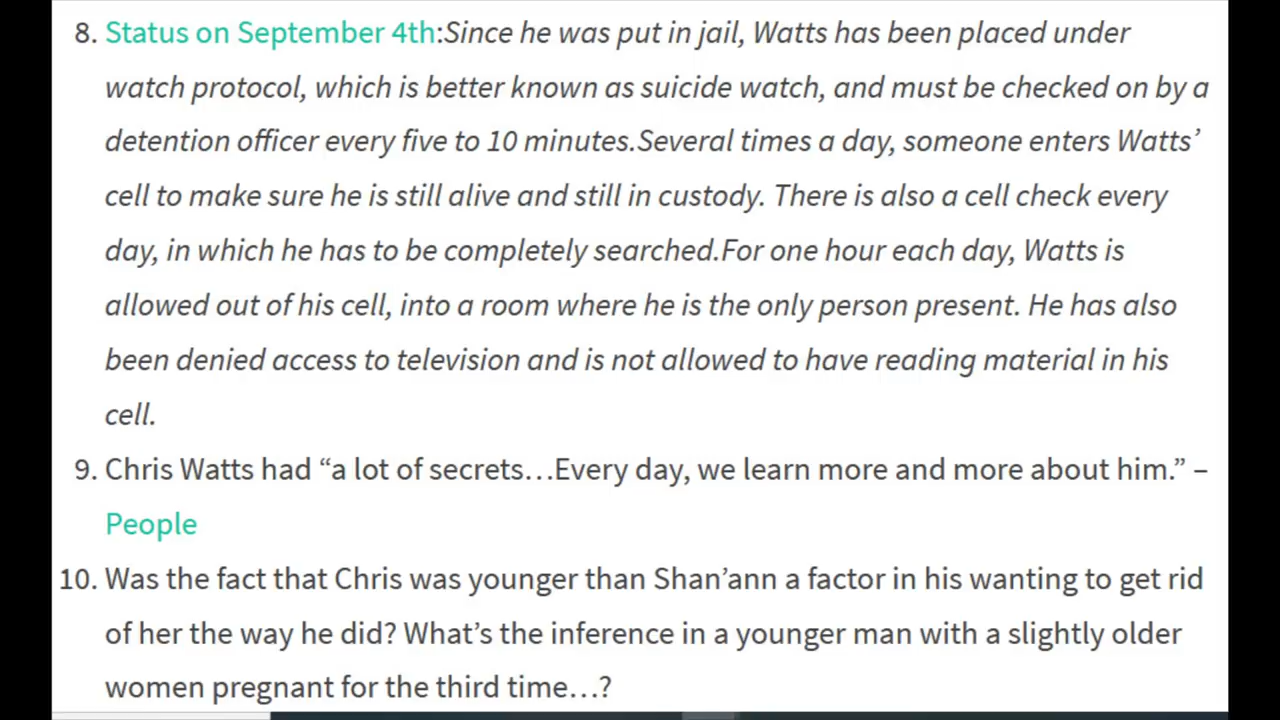 8. Status on September 4th:Since he was put in jail, Watts has been placed under
watch protocol, which is better known as suicide watch, and must be checked on by a
detention officer every five to 10 minutes.Several times a day, someone enters Watts’
cell to make sure he is still alive and still in custody. There is also a cell check every
day, in which he has to be completely searched.For one hour each day, Watts is
allowed out of his cell, into a room where he is the only person present. He has also
been denied access to television and is not allowed to have reading material in his
cell.
9. Chris Watts had “a lot of secrets…Every day, we learn more and more about him.” –
People
10. Was the fact that Chris was younger than Shan’ann a factor in his wanting to get rid
of her the way he did? What’s the inference in a younger man with a slightly older
women pregnant for the third time…?